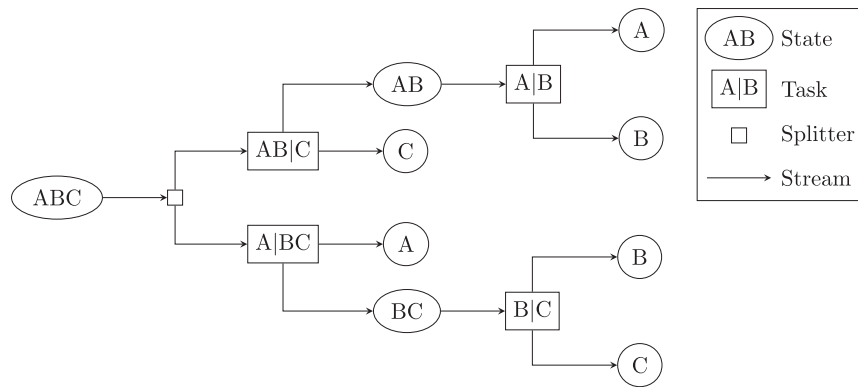 ABC
AB|C
AB
C
A|B
A
B
A|BC
A
BC
B|C
B
C
AB State
A|B Task
Splitter
Stream